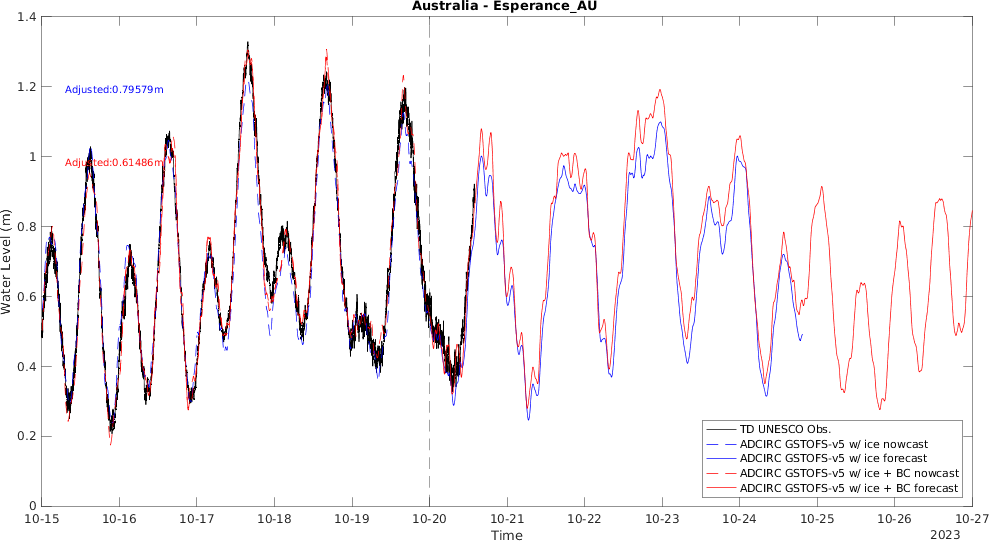 Australia - Esperance_AU
1.4
1.2
1
0.8
0.6
0.4
0.2
0
Water Level (m)
Adjusted:0.79579m
Adjusted:0.61486m
TD UNESCO Obs.
ADCIRC GSTOFS-v5 w/ ice nowcast
ADCIRC GSTOFS-v5 w/ ice forecast
ADCIRC GSTOFS-v5 w/ ice + BC nowcast
ADCIRC GSTOFS-v5 w/ ice + BC forecast
10-15 10-16 10-17 10-18 10-19 10-20 10-21 10-22 10-23 10-24 10-25 10-26 10-27
Time
2023